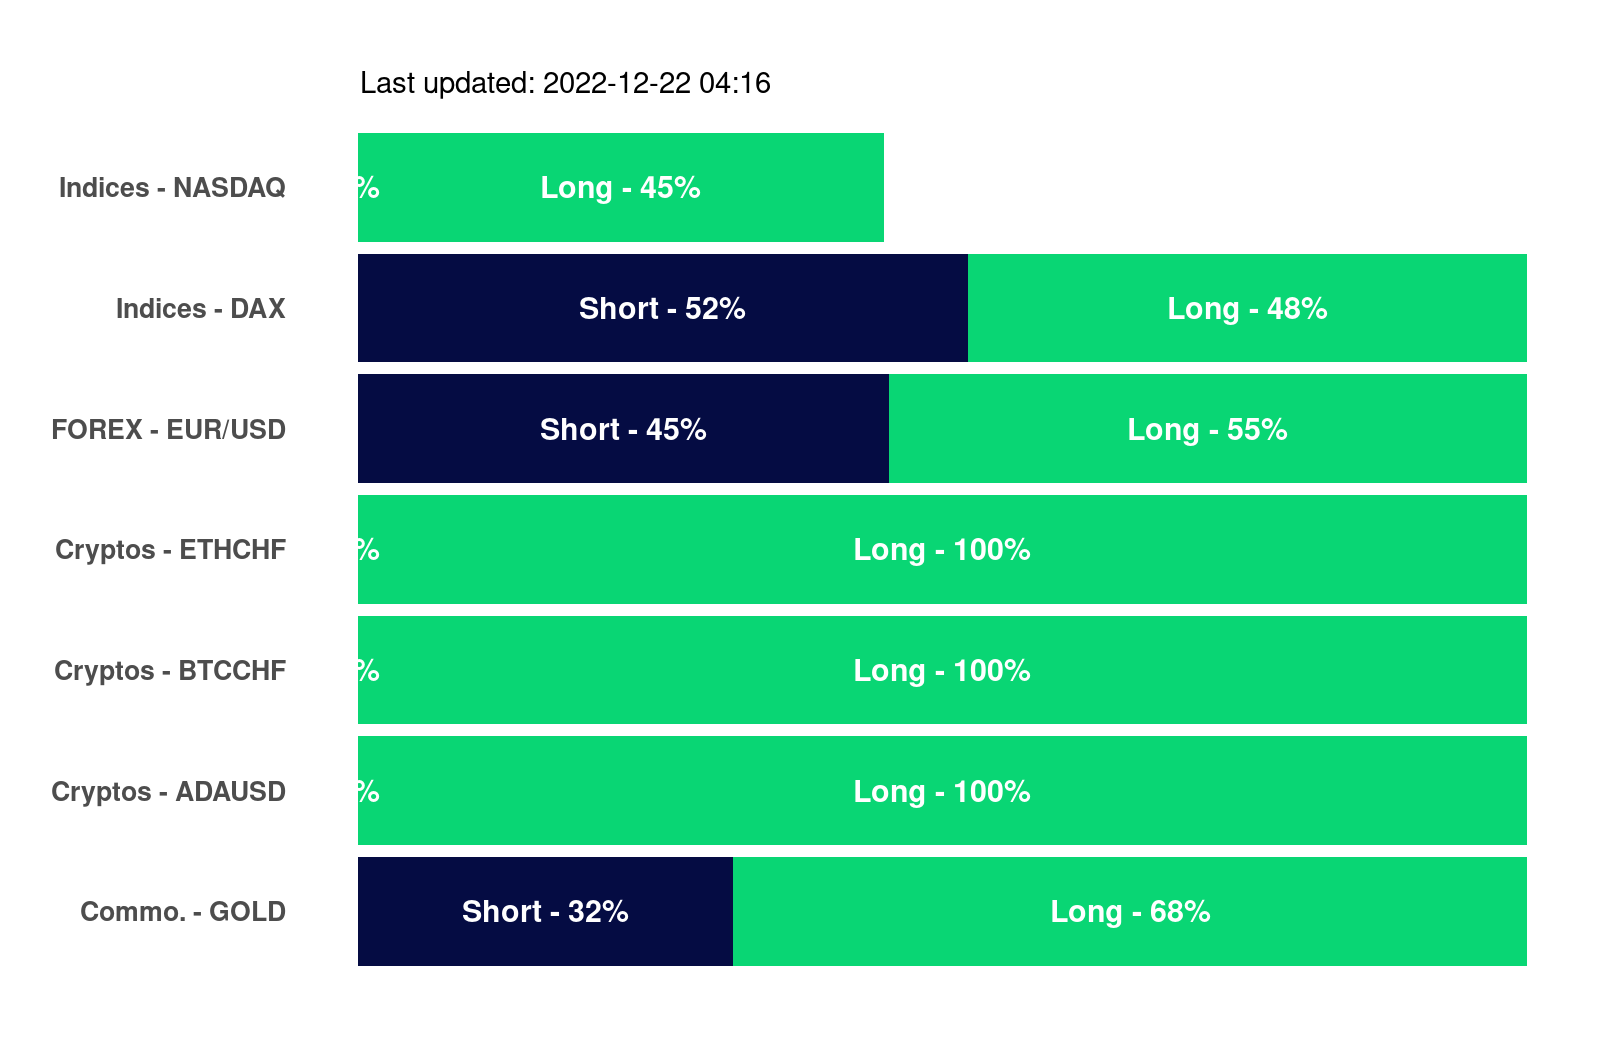 Last updated: 2022-12-22 04:16
Indices - NASDAQ % Long - 45%
Indices - DAX Short - 52% Long - 48%
FOREX - EUR/USD Short - 45% Long - 55%
Cryptos - ETHCHF % Long - 100%
Cryptos - BTCCHF % Long - 100%
Cryptos - ADAUSD % Long - 100%
Commo. - GOLD Short - 32% Long - 68%